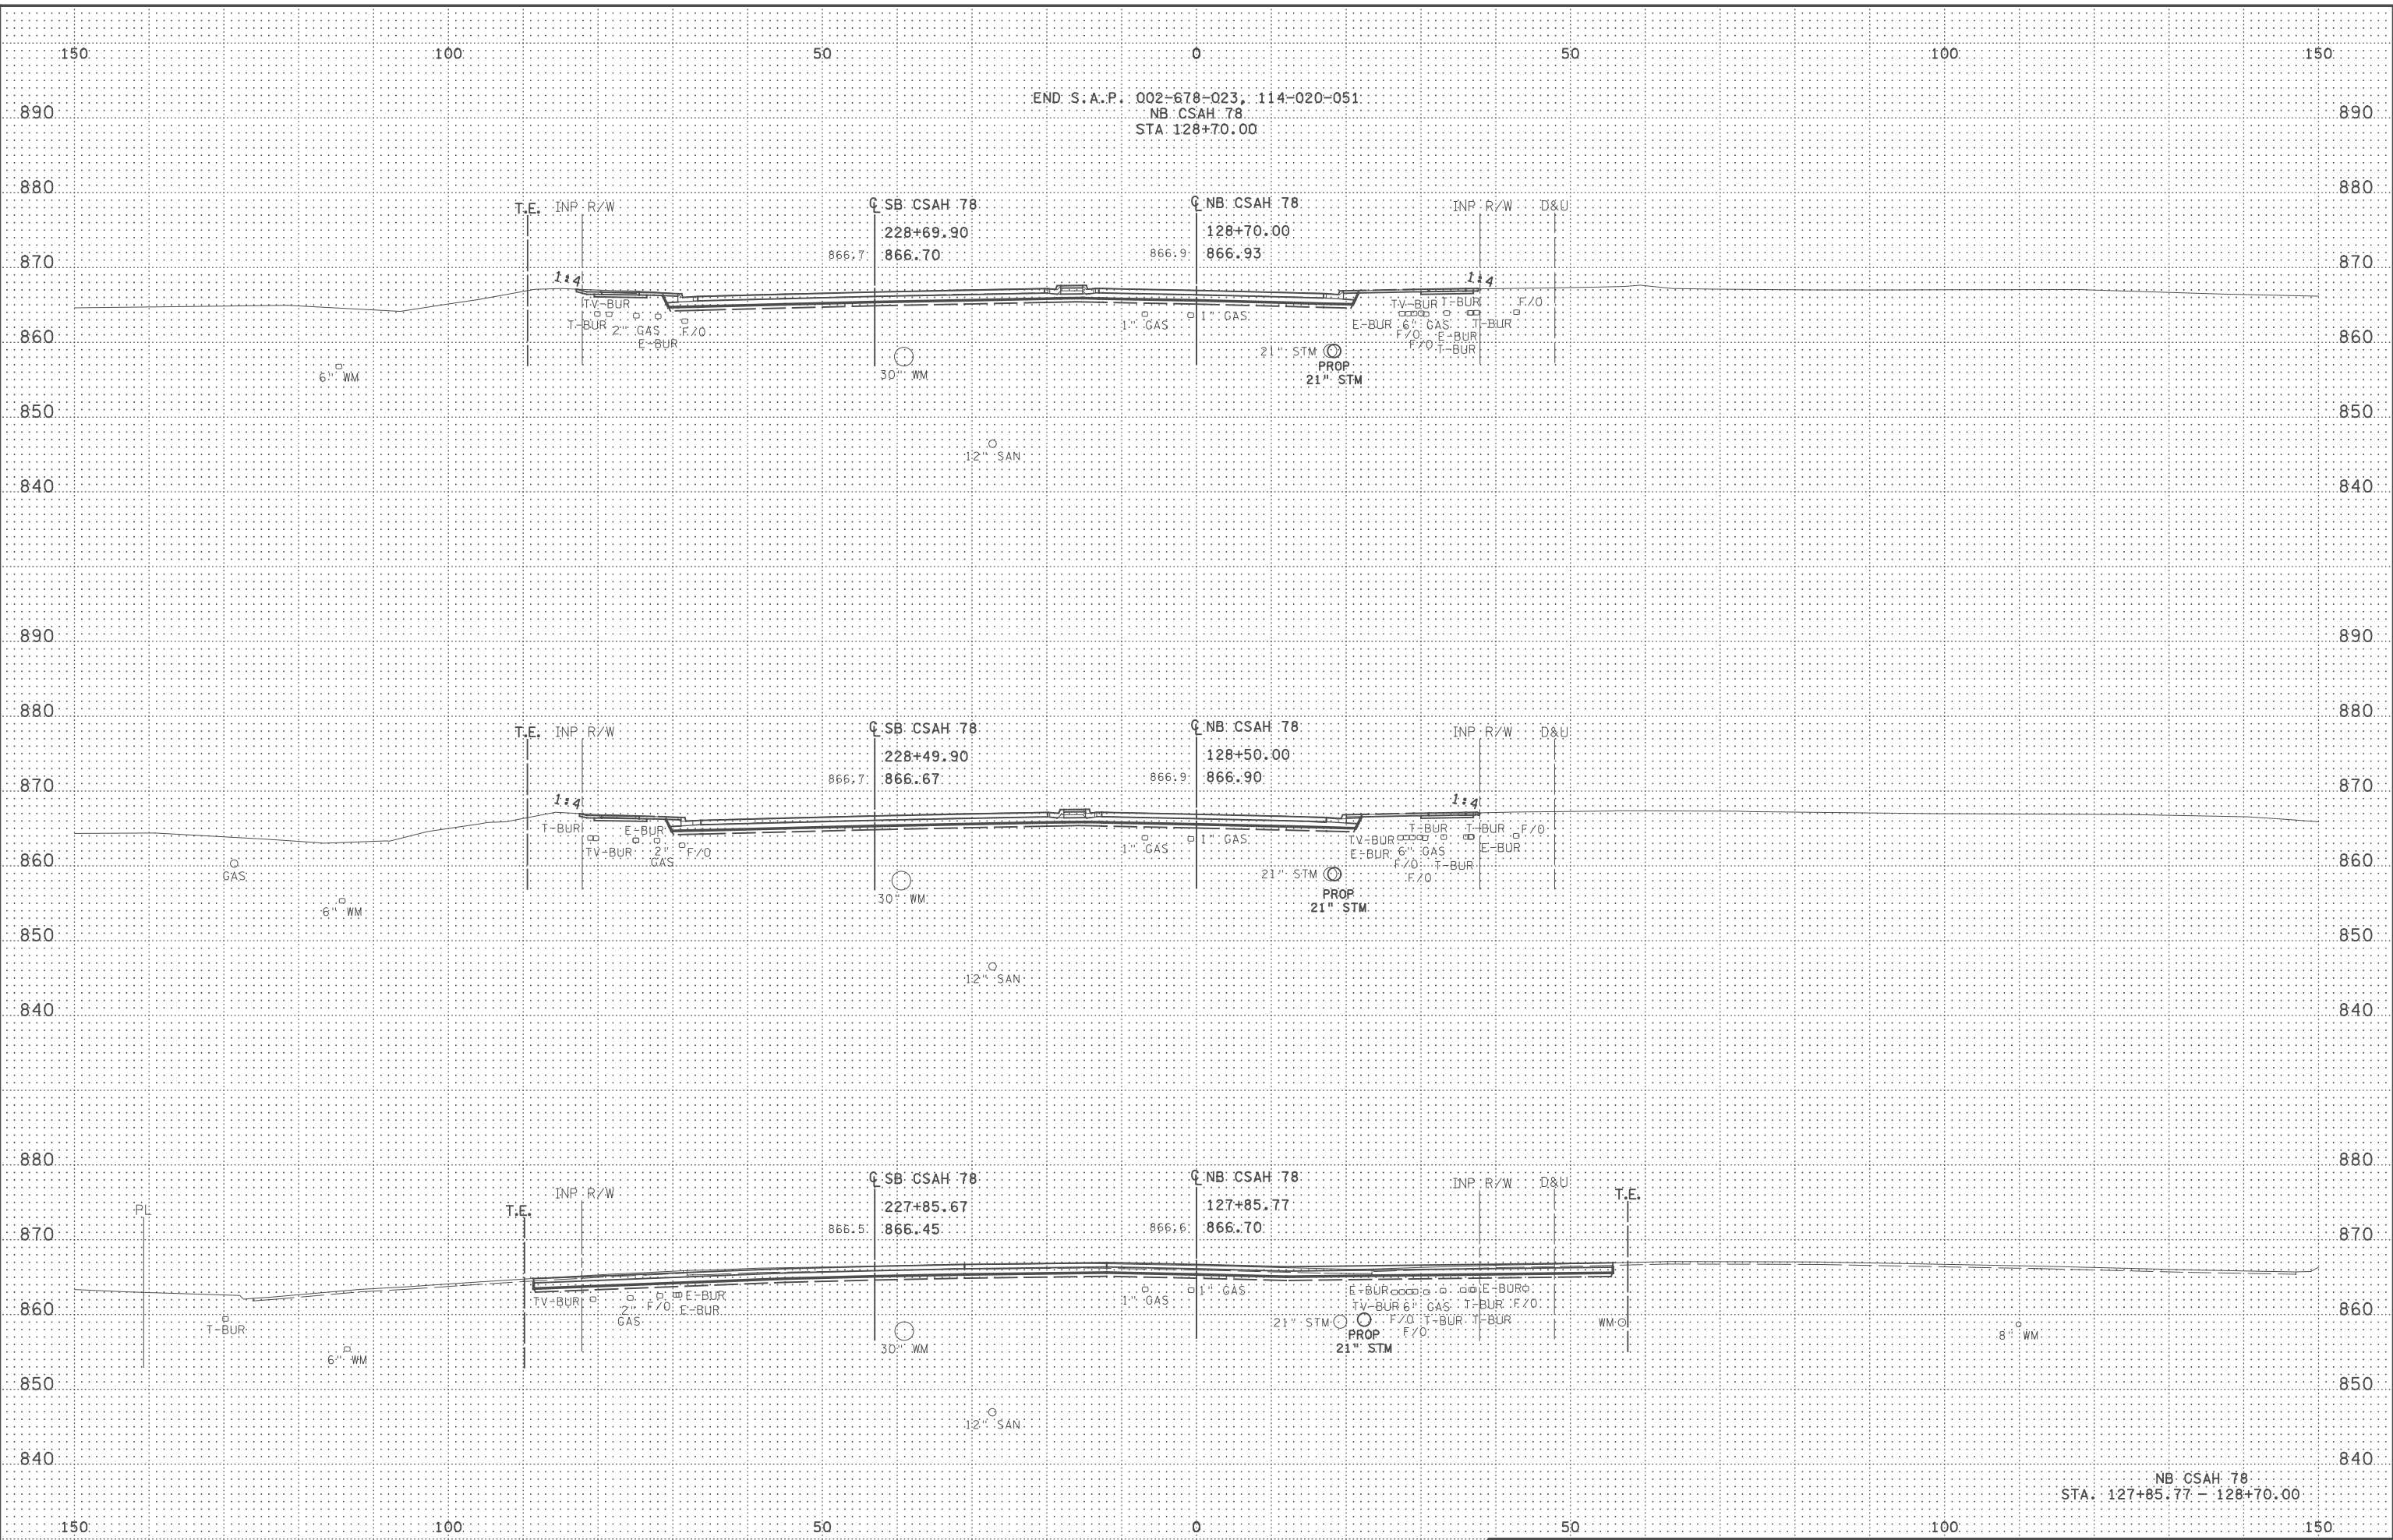 150 100 50 0 50 100 150
END S.A.P. 002-678-023, 114-020-051
NB CSAH 78
STA 128+70.00
890 890
880 880
T.E. INP R/W ℄ SB CSAH 78 ℄ NB CSAH 78 INP R/W D&U
228+69.90 128+70.00
866.7 866.70 866.9 866.93
870 870
1:4 1:4
TV-BUR TV-BUR T-BUR F/O
T-BUR 2" GAS F/O 1" GAS 1" GAS E-BUR 6" GAS T-BUR
E-BUR F/O E-BUR
860 860
F/O T-BUR
21" STM
6" WM 30" WM PROP
21" STM
850 850
12" SAN
840 840
890 890
880 880
T.E. INP R/W ℄ SB CSAH 78 ℄ NB CSAH 78 INP R/W D&U
228+49.90 128+50.00
866.7 866.67 866.9 866.90
870 870
1:4 1:4
T-BUR E-BUR T-BUR T-BUR F/O
TV-BUR 2" F/O 1" GAS 1" GAS TV-BUR 6" GAS E-BUR
GAS E-BUR F/O T-BUR
860 860
GAS 21" STM F/O
6" WM 30" WM PROP
21" STM
850 850
12" SAN
840 840
880 880
℄ SB CSAH 78 ℄ NB CSAH 78
PL T.E. INP R/W INP R/W D&U T.E.
227+85.67 127+85.77
866.5 866.45 866.6 866.70
870 870
TV-BUR 2" F/O E-BUR 1" GAS 1" GAS E-BUR E-BUR
GAS E-BUR TV-BUR 6" GAS T-BUR F/O
860 860
T-BUR 21" STM F/O T-BUR T-BUR WM
F/O
6" WM 30" WM PROP 8" WM
21" STM
850 850
12" SAN
840 840
NB CSAH 78
STA. 127+85.77 - 128+70.00
150 100 50 0 50 100 150